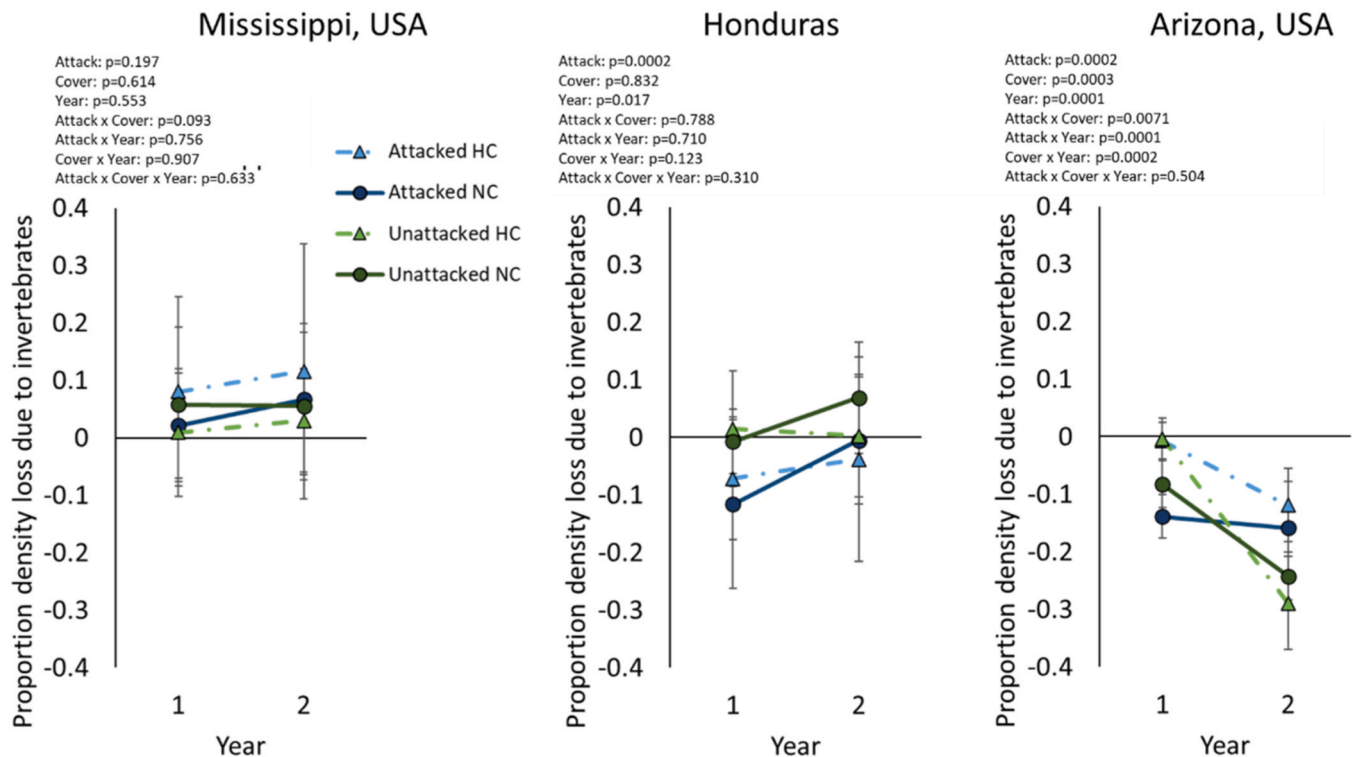 Mississippi, USA
Attack: p=0.197
Cover: p=0.614
Year: p=0.553
Attack x Cover: p=0.093
Attack x Year: p=0.756
Cover x Year: p=0.907
Attack x Cover x Year: p=0.633
Attacked HC
Attacked NC
Unattacked HC
Unattacked NC
Proportion density loss due to invertebrates
0.4
0.3
0.2
0.1
0
-0.1
-0.2
-0.3
-0.4
1 2
Year
Honduras
Attack: p=0.0002
Cover: p=0.832
Year: p=0.017
Attack x Cover: p=0.788
Attack x Year: p=0.710
Cover x Year: p=0.123
Attack x Cover x Year: p=0.310
Proportion density loss due to invertebrates
0.4
0.3
0.2
0.1
0
-0.1
-0.2
-0.3
-0.4
1 2
Year
Arizona, USA
Attack: p=0.0002
Cover: p=0.0003
Year: p=0.0001
Attack x Cover: p=0.0071
Attack x Year: p=0.0001
Cover x Year: p=0.0002
Attack x Cover x Year: p=0.504
Proportion density loss due to invertebrates
0.4
0.3
0.2
0.1
0
-0.1
-0.2
-0.3
-0.4
1 2
Year